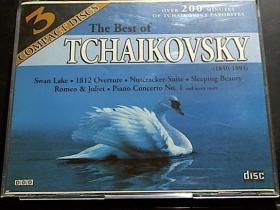 3
COMPACT DISCS
OVER 200 MINUTES
OF TCHAIKOVSKY FAVORITES
The Best of
TCHAIKOVSKY
(1840-1893)
Swan Lake • 1812 Overture • Nutcracker Suite • Sleeping Beauty
Romeo & Juliet • Piano Concerto No. 1 and many more...
DDD
disc